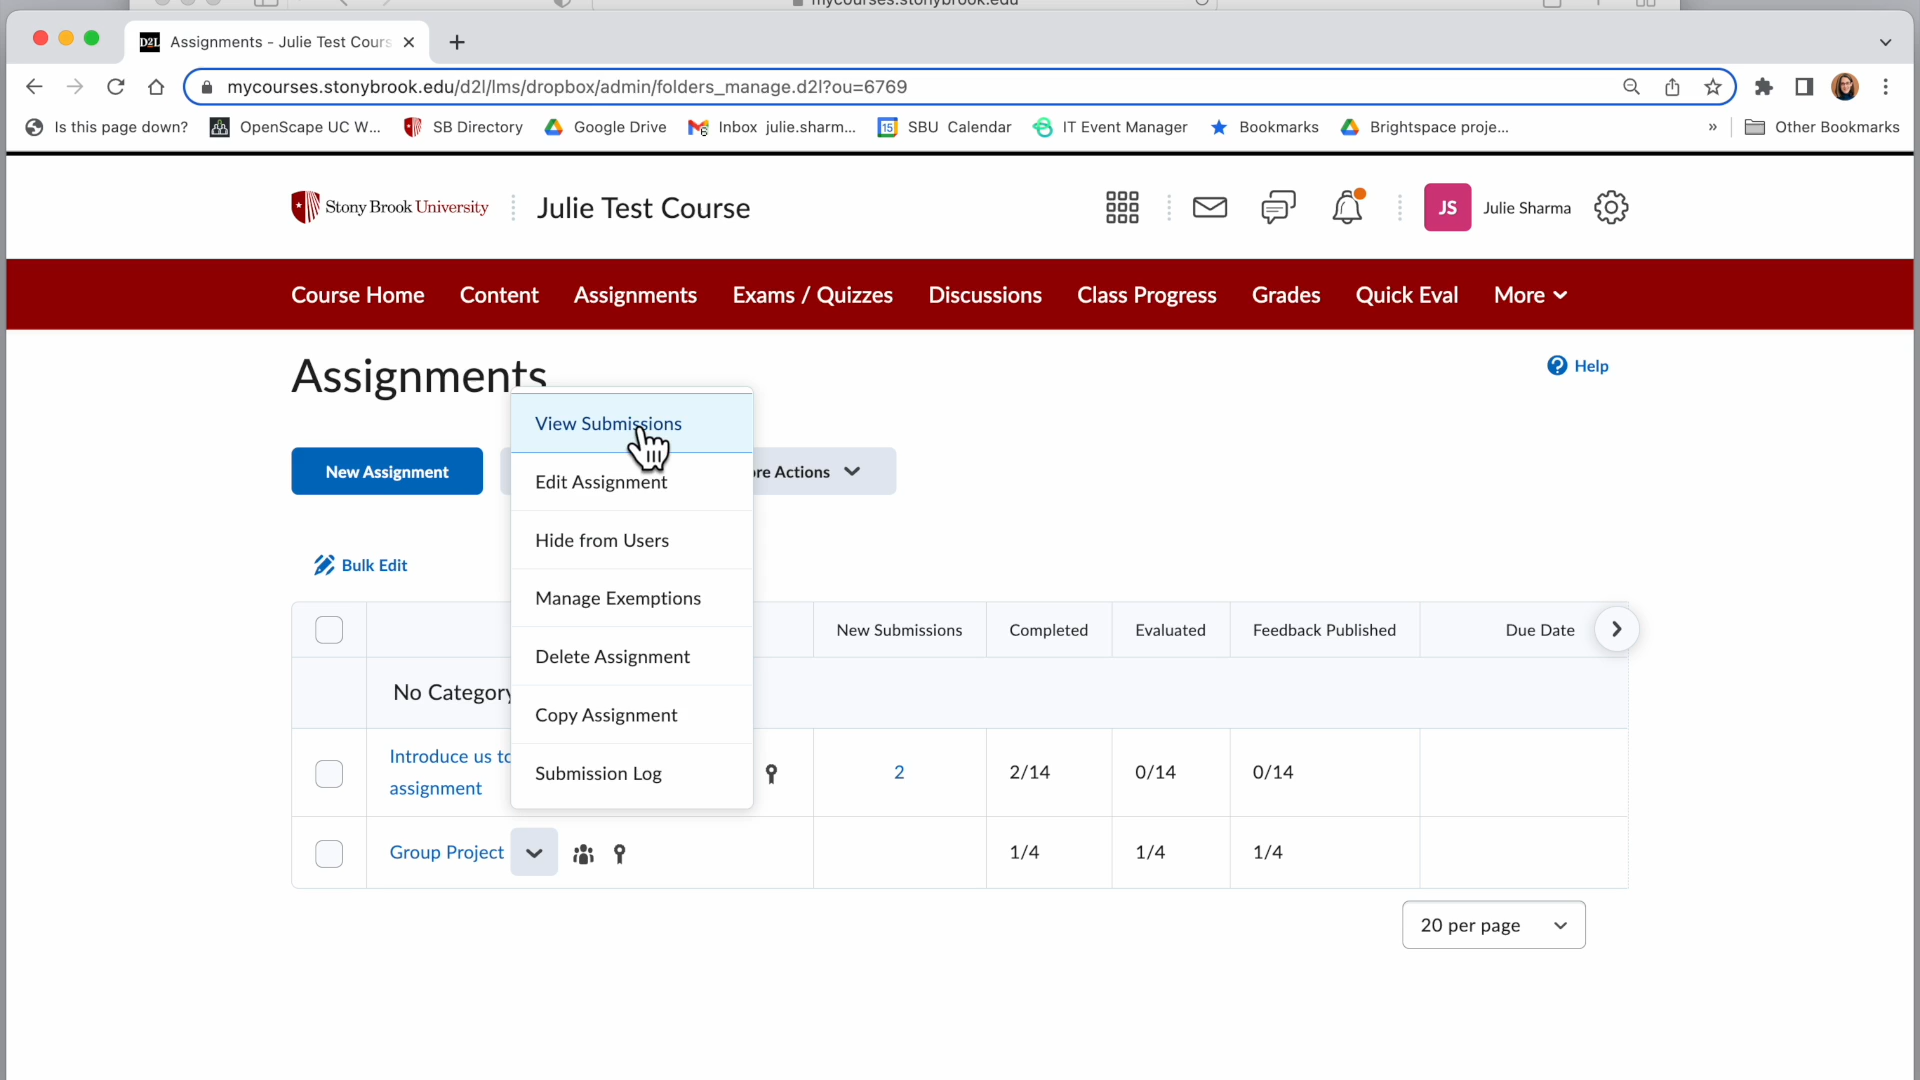 mycourses.stonybrook.edu
D2L Assignments - Julie Test Cours
mycourses.stonybrook.edu/d2l/lms/dropbox/admin/folders_manage.d2l?ou=6769
Is this page down? OpenScape UC W... SB Directory Google Drive Inbox julie.sharm... 15 SBU Calendar IT Event Manager Bookmarks Brightspace proje... » Other Bookmarks
Stony Brook University Julie Test Course JS Julie Sharma
Course Home Content Assignments Exams / Quizzes Discussions Class Progress Grades Quick Eval More
Assignments
Help
View Submissions
New Assignment
re Actions
Edit Assignment
Hide from Users
Bulk Edit
Manage Exemptions
New Submissions Completed Evaluated Feedback Published Due Date
Delete Assignment
No Category
Copy Assignment
Introduce us to
assignment
Submission Log
2 2/14 0/14 0/14
Group Project 1/4 1/4 1/4
20 per page